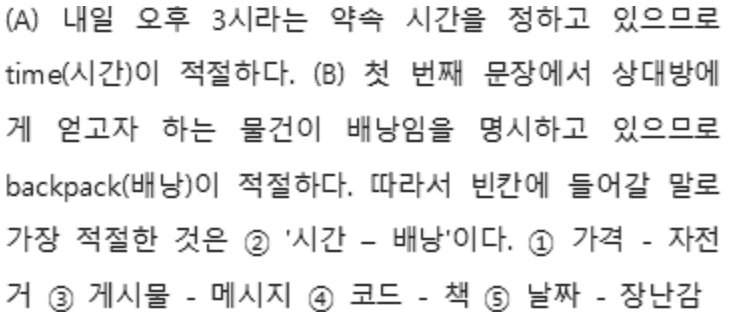 (A) 내일 오후 3시라는 약속 시간을 정하고 있으므로
time(시간)이 적절하다. (B) 첫 번째 문장에서 상대방에
게 얻고자 하는 물건이 배낭임을 명시하고 있으므로
backpack(배낭)이 적절하다. 따라서 빈칸에 들어갈 말로
가장 적절한 것은 ② '시간 – 배낭'이다. ① 가격 - 자전
거 ③ 게시물 - 메시지 ④ 코드 - 책 ⑤ 날짜 - 장난감